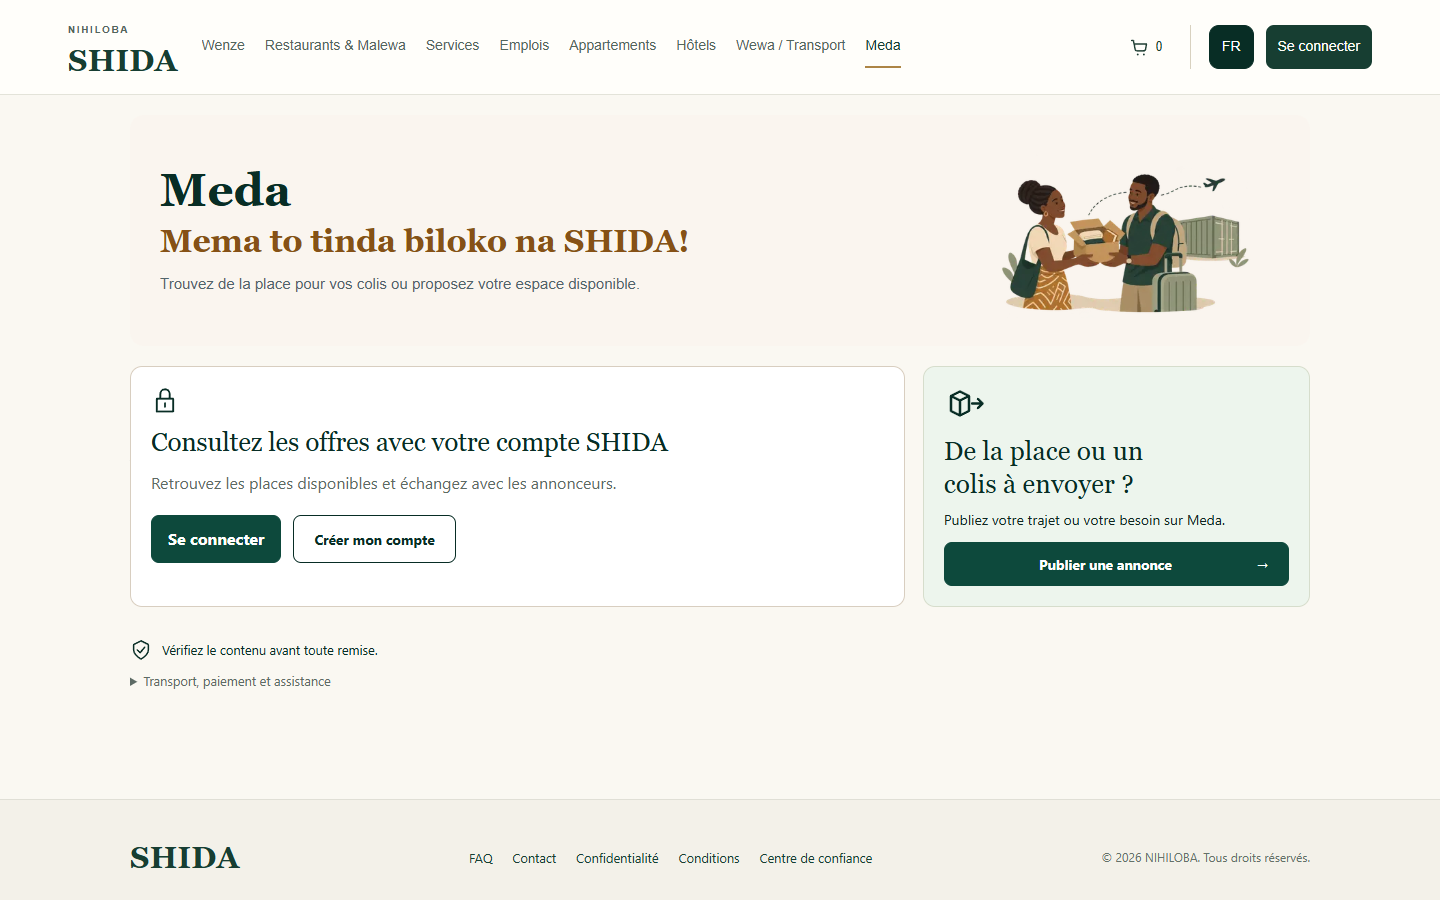 NIHILOBA
SHIDA
Wenze
Restaurants & Malewa
Services
Emplois
Appartements
Hôtels
Wewa / Transport
Meda
0
FR
Se connecter
Meda
Mema to tinda biloko na SHIDA!
Trouvez de la place pour vos colis ou proposez votre espace disponible.
Consultez les offres avec votre compte SHIDA
Retrouvez les places disponibles et échangez avec les annonceurs.
Se connecter
Créer mon compte
De la place ou un
colis à envoyer ?
Publiez votre trajet ou votre besoin sur Meda.
Publier une annonce →
Vérifiez le contenu avant toute remise.
▶ Transport, paiement et assistance
SHIDA
FAQ
Contact
Confidentialité
Conditions
Centre de confiance
© 2026 NIHILOBA. Tous droits réservés.